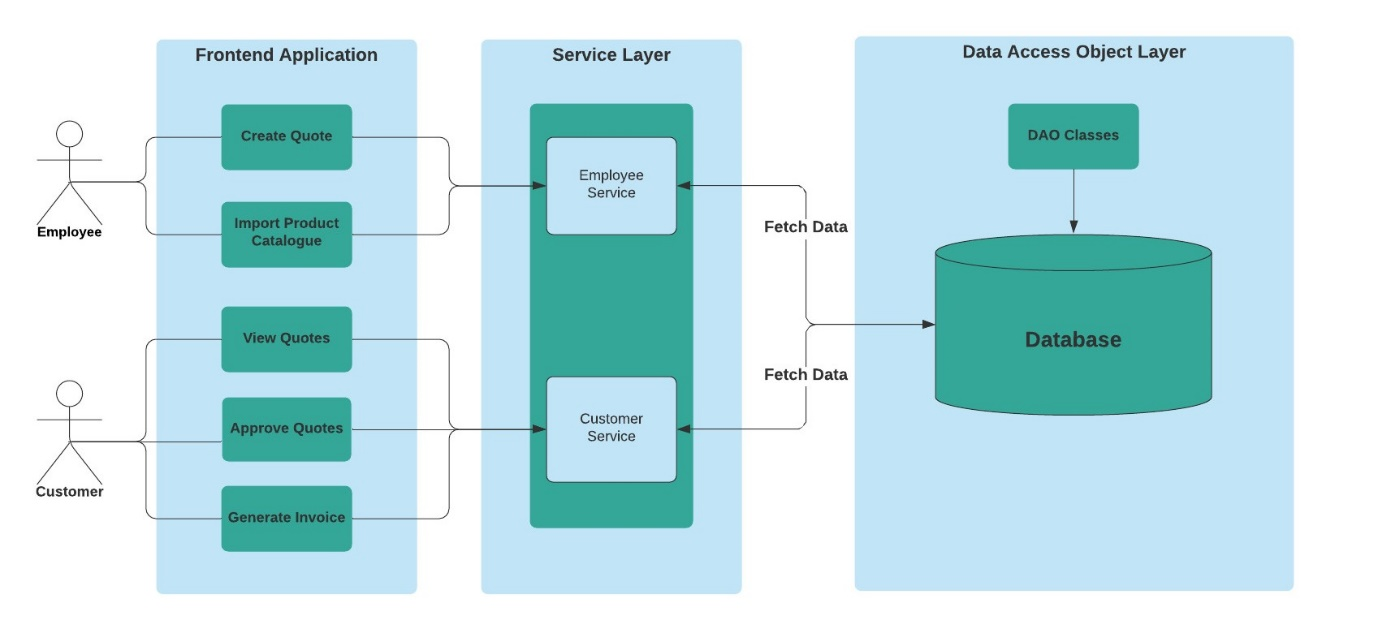 Frontend Application
Service Layer
Data Access Object Layer
Create Quote
Import Product
Catalogue
Employee
View Quotes
Approve Quotes
Generate Invoice
Customer
Employee
Service
Customer
Service
Fetch Data
Fetch Data
DAO Classes
Database